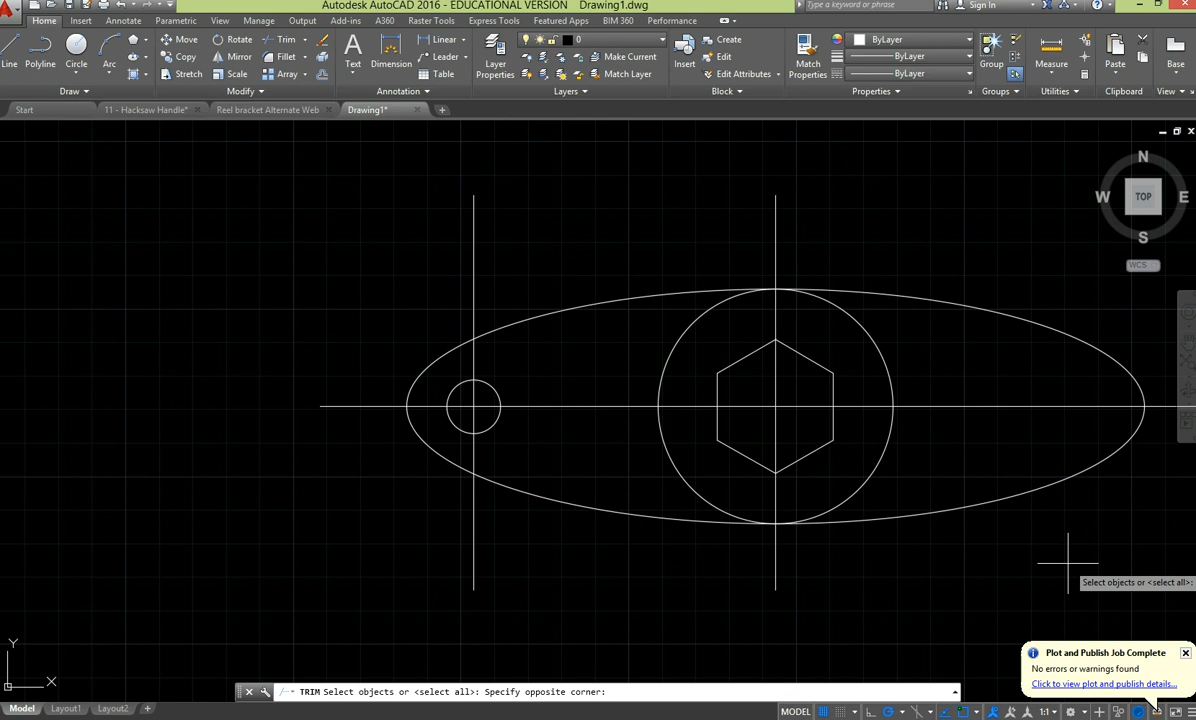 Autodesk AutoCAD 2016 - EDUCATIONAL VERSION Drawing1.dwg
Type a keyword or phrase
Sign In
Home Insert Annotate Parametric View Manage Output Add-ins A360 Raster Tools Express Tools Featured Apps BIM 360 Performance
Line Polyline Circle Arc
Move Rotate Trim
Copy Mirror Fillet
Stretch Scale Array
Text Dimension
Linear
Leader
Table
Layer Properties
0
Make Current
Match Layer
Insert
Create
Edit
Edit Attributes
Match Properties
ByLayer
ByLayer
ByLayer
Group Measure Paste Base
Draw Modify Annotation Layers Block Properties Groups Utilities Clipboard View
Start 11 - Hacksaw Handle* Reel bracket Alternate Web Drawing1*
N
W TOP E
S
WCS
Select objects or <select all>:
Plot and Publish Job Complete
No errors or warnings found
Click to view plot and publish details...
Y
X
TRIM Select objects or <select all>: Specify opposite corner:
Model Layout1 Layout2
MODEL 1:1